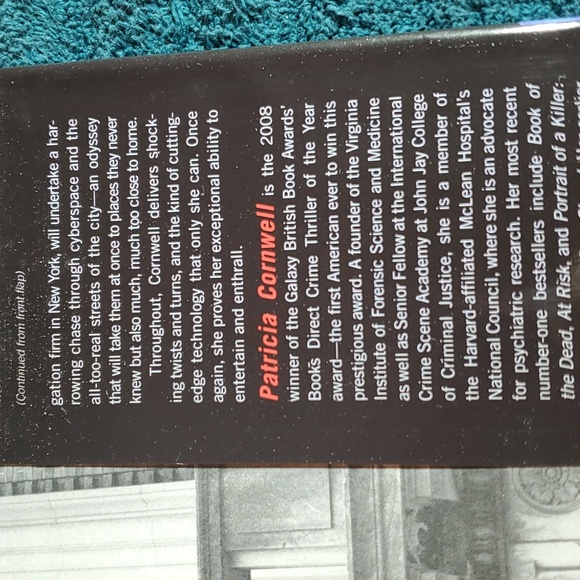 (Continued from front flap)
gation firm in New York, will undertake a har-
rowing chase through cyberspace and the
all-too-real streets of the city—an odyssey
that will take them at once to places they never
knew but also much, much too close to home.
Throughout, Cornwell delivers shock-
ing twists and turns, and the kind of cutting-
edge technology that only she can. Once
again, she proves her exceptional ability to
entertain and enthrall.
Patricia Cornwell is the 2008
winner of the Galaxy British Book Awards'
Books Direct Crime Thriller of the Year
award—the first American ever to win this
prestigious award. A founder of the Virginia
Institute of Forensic Science and Medicine
as well as Senior Fellow at the International
Crime Scene Academy at John Jay College
of Criminal Justice, she is a member of
the Harvard-affiliated McLean Hospital's
National Council, where she is an advocate
for psychiatric research. Her most recent
number-one bestsellers include Book of
the Dead, At Risk, and Portrait of a Killer: